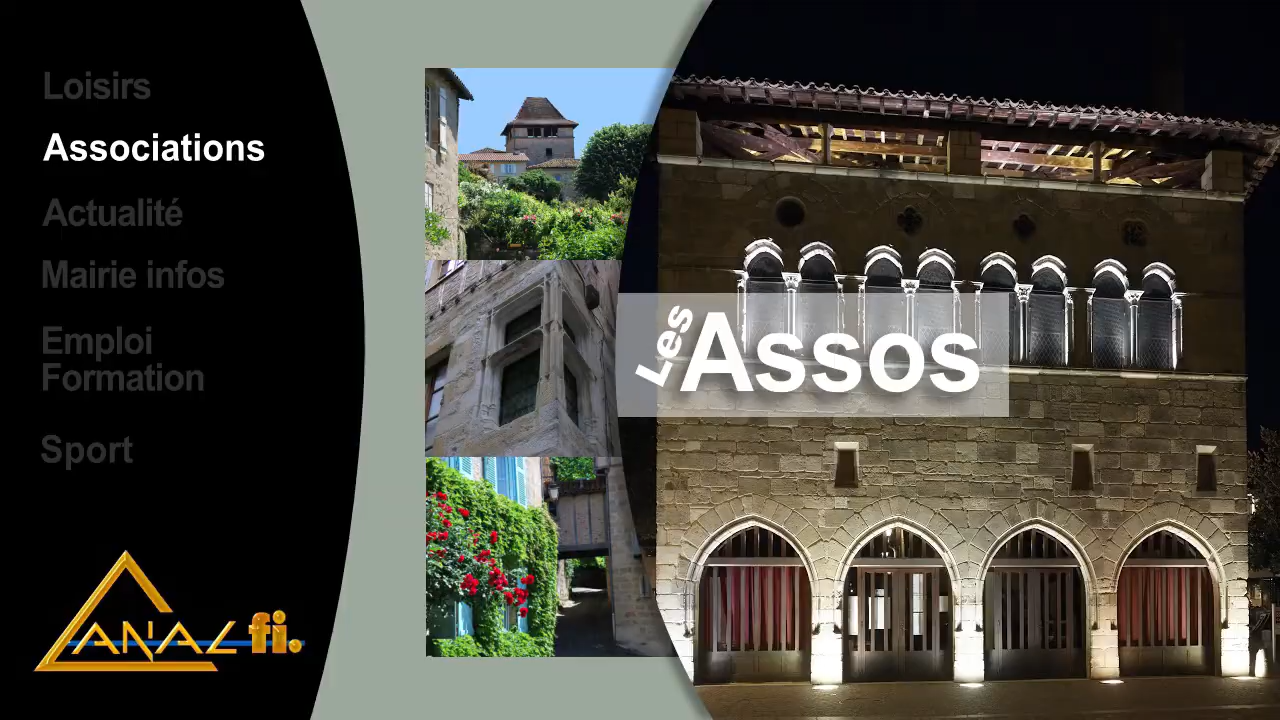 Loisirs
Associations
Actualité
Mairie infos
Emploi
Formation
Sport
CANAL fi.
Les Assos